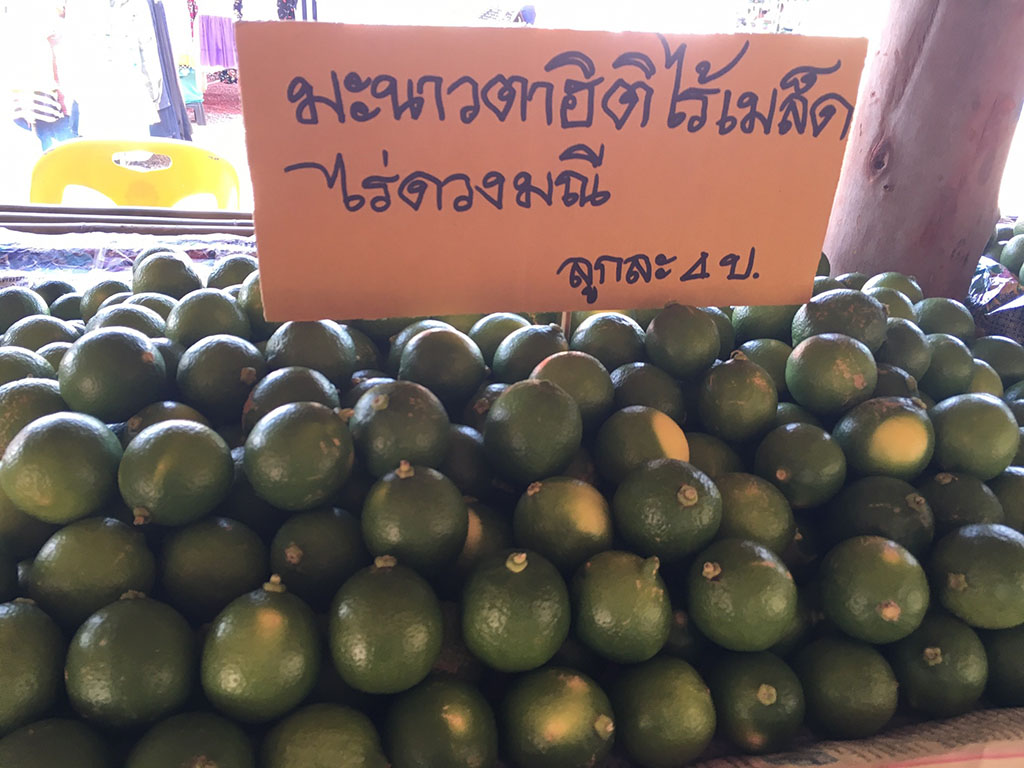 มะนาวตาฮิติไร้เมล็ด
ไร่ดวงมณี
ลูกละ 4 บ.